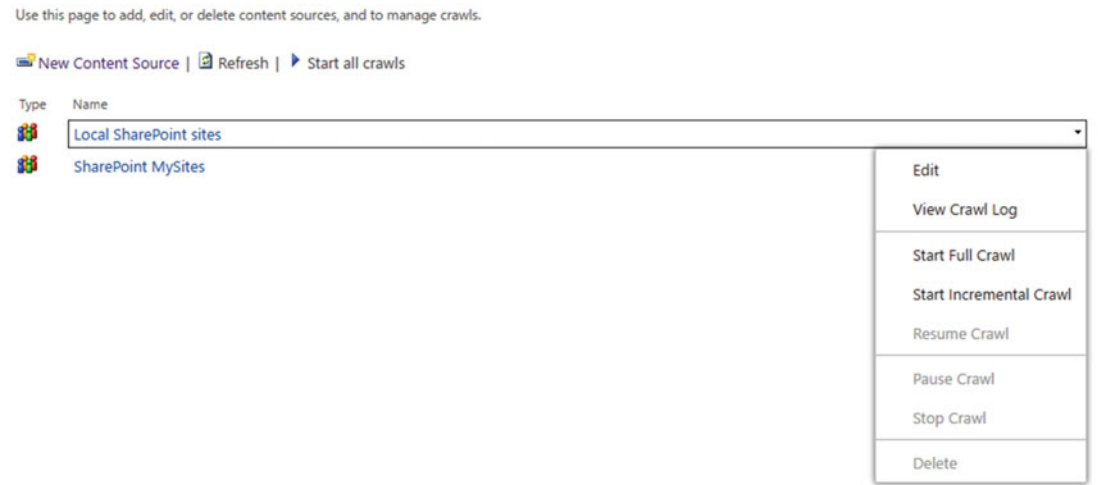 Use this page to add, edit, or delete content sources, and to manage crawls.
New Content Source | Refresh | Start all crawls
Type Name
Local SharePoint sites
SharePoint MySites
Edit
View Crawl Log
Start Full Crawl
Start Incremental Crawl
Resume Crawl
Pause Crawl
Stop Crawl
Delete